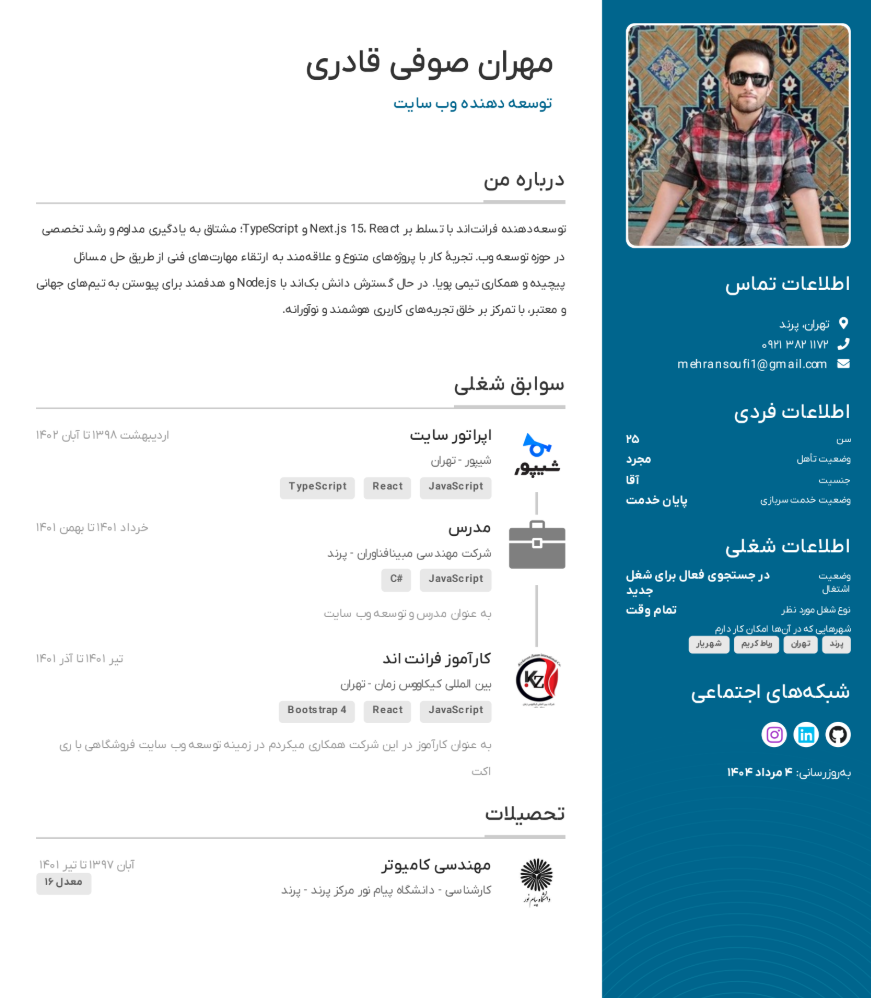 مهران صوفی قادری
توسعه دهنده وب سایت
درباره من
توسعه‌دهنده فرانت‌اند با تسلط بر Next.js 15، React و TypeScript؛ مشتاق به یادگیری مداوم و رشد تخصصی
در حوزه توسعه وب. تجربهٔ کار با پروژه‌های متنوع و علاقه‌مند به ارتقاء مهارت‌های فنی از طریق حل مسائل
پیچیده و همکاری تیمی پویا. در حال گسترش دانش بک‌اند با Node.js و هدفمند برای پیوستن به تیم‌های جهانی
و معتبر، با تمرکز بر خلق تجربه‌های کاربری هوشمند و نوآورانه.
سوابق شغلی
اپراتور سایت
اردیبهشت ۱۳۹۸ تا آبان ۱۴۰۲
شیپور
شیپور - تهران
JavaScript React TypeScript
مدرس
خرداد ۱۴۰۱ تا بهمن ۱۴۰۱
شرکت مهندسی مبینافناوران - پرند
JavaScript C#
به عنوان مدرس و توسعه وب سایت
کارآموز فرانت اند
تیر ۱۴۰۱ تا آذر ۱۴۰۱
KZ
بین المللی کیکاووس زمان - تهران
JavaScript React Bootstrap 4
به عنوان کارآموز در این شرکت همکاری میکردم در زمینه توسعه وب سایت فروشگاهی با ری
اکت
تحصیلات
مهندسی کامپیوتر
آبان ۱۳۹۷ تا تیر ۱۴۰۱
معدل ۱۶
کارشناسی - دانشگاه پیام نور مرکز پرند - پرند
دانشگاه پیام نور
اطلاعات تماس
تهران، پرند
۰۹۲۱ ۳۸۲ ۱۱۷۲
mehransoufi1@gmail.com
اطلاعات فردی
سن ۲۵
وضعیت تأهل مجرد
جنسیت آقا
وضعیت خدمت سربازی پایان خدمت
اطلاعات شغلی
وضعیت اشتغال در جستجوی فعال برای شغل جدید
نوع شغل مورد نظر تمام وقت
شهرهایی که در آن‌ها امکان کار دارم
پرند تهران رباط کریم شهریار
شبکه‌های اجتماعی
به‌روزرسانی: ۴ مرداد ۱۴۰۴